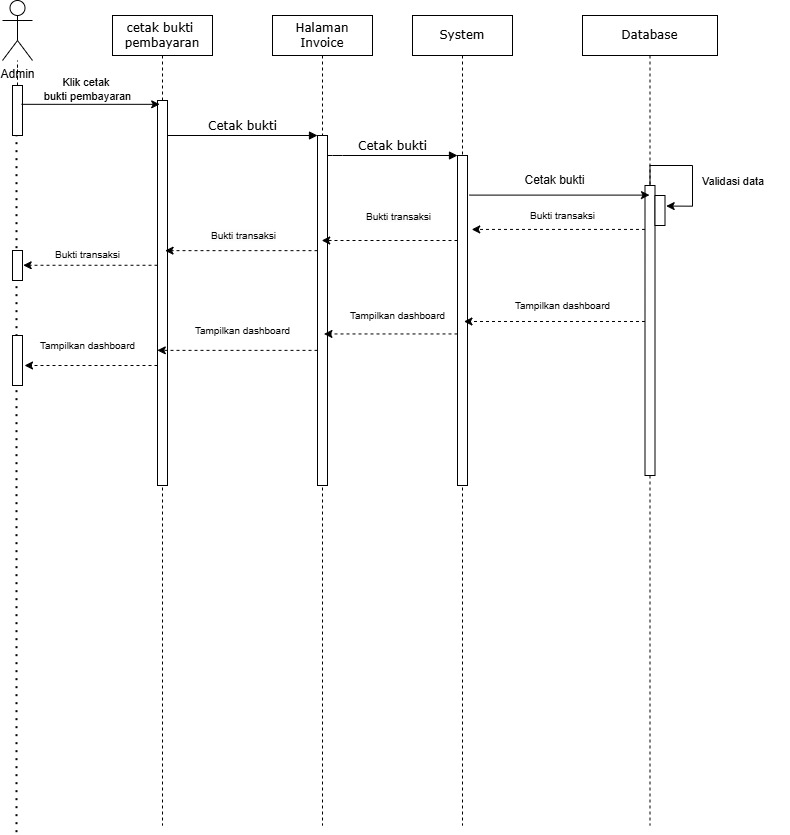 cetak bukti
pembayaran
Halaman
Invoice
System
Database
Admin
Klik cetak
bukti pembayaran
Cetak bukti
Cetak bukti
Cetak bukti
Validasi data
Bukti transaksi
Bukti transaksi
Bukti transaksi
Bukti transaksi
Tampilkan dashboard
Tampilkan dashboard
Tampilkan dashboard
Tampilkan dashboard